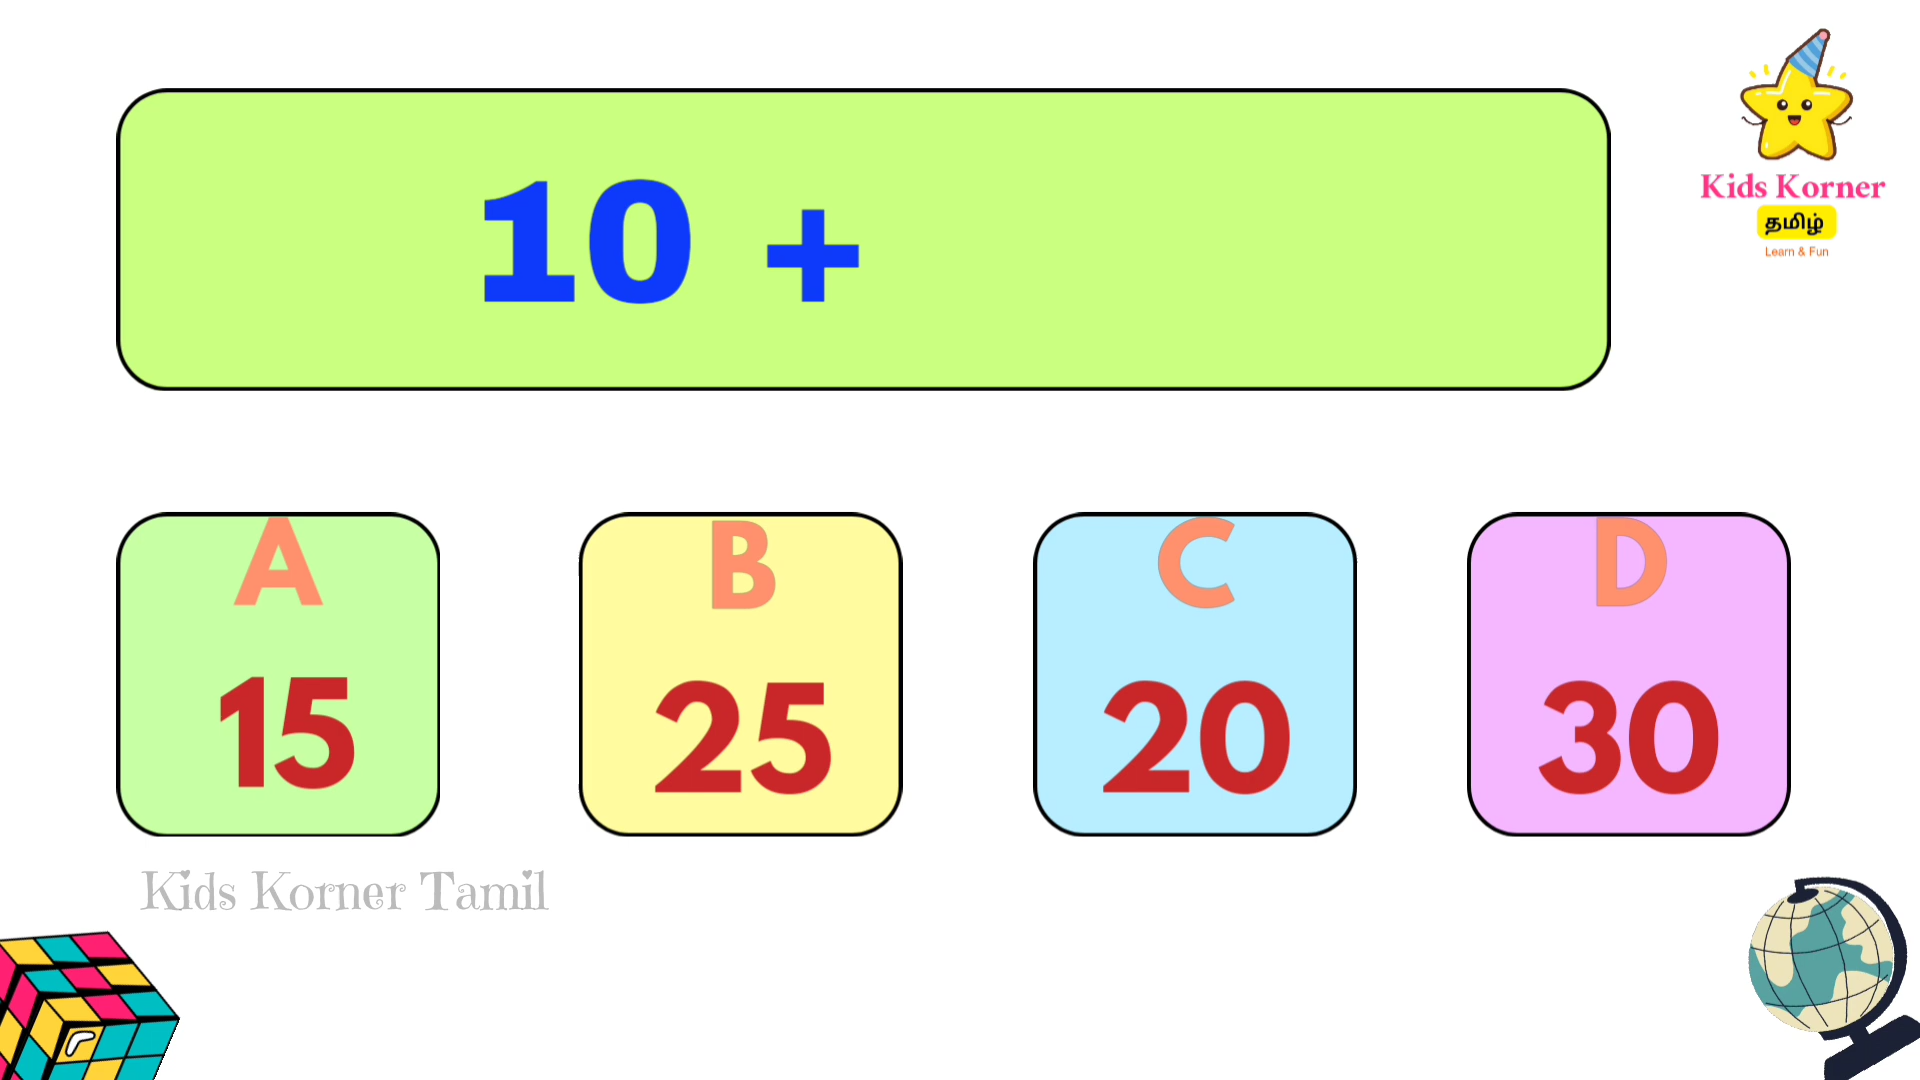 10 +
Kids Korner
தமிழ்
Learn & Fun
A
B
C
D
15
25
20
30
Kids Korner Tamil